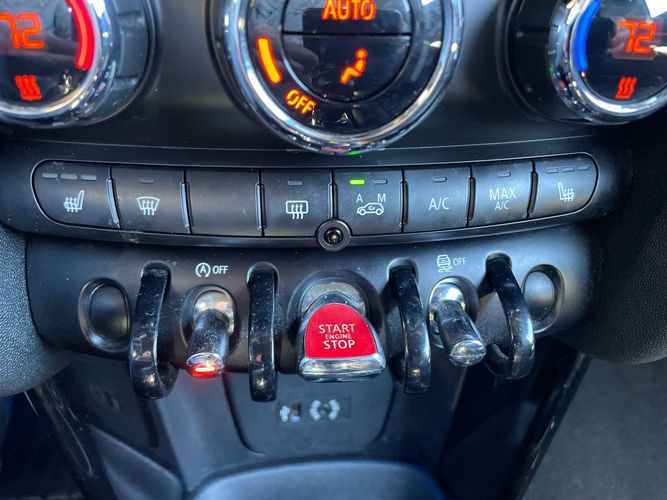 72
AUTO
72
OFF
A M
A/C
MAX
A/C
A OFF
OFF
START
ENGINE
STOP